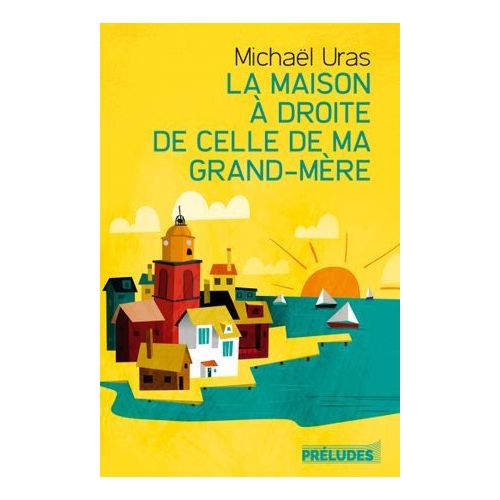 Michaël Uras
LA MAISON
À DROITE
DE CELLE DE MA
GRAND-MÈRE
PRÉLUDES